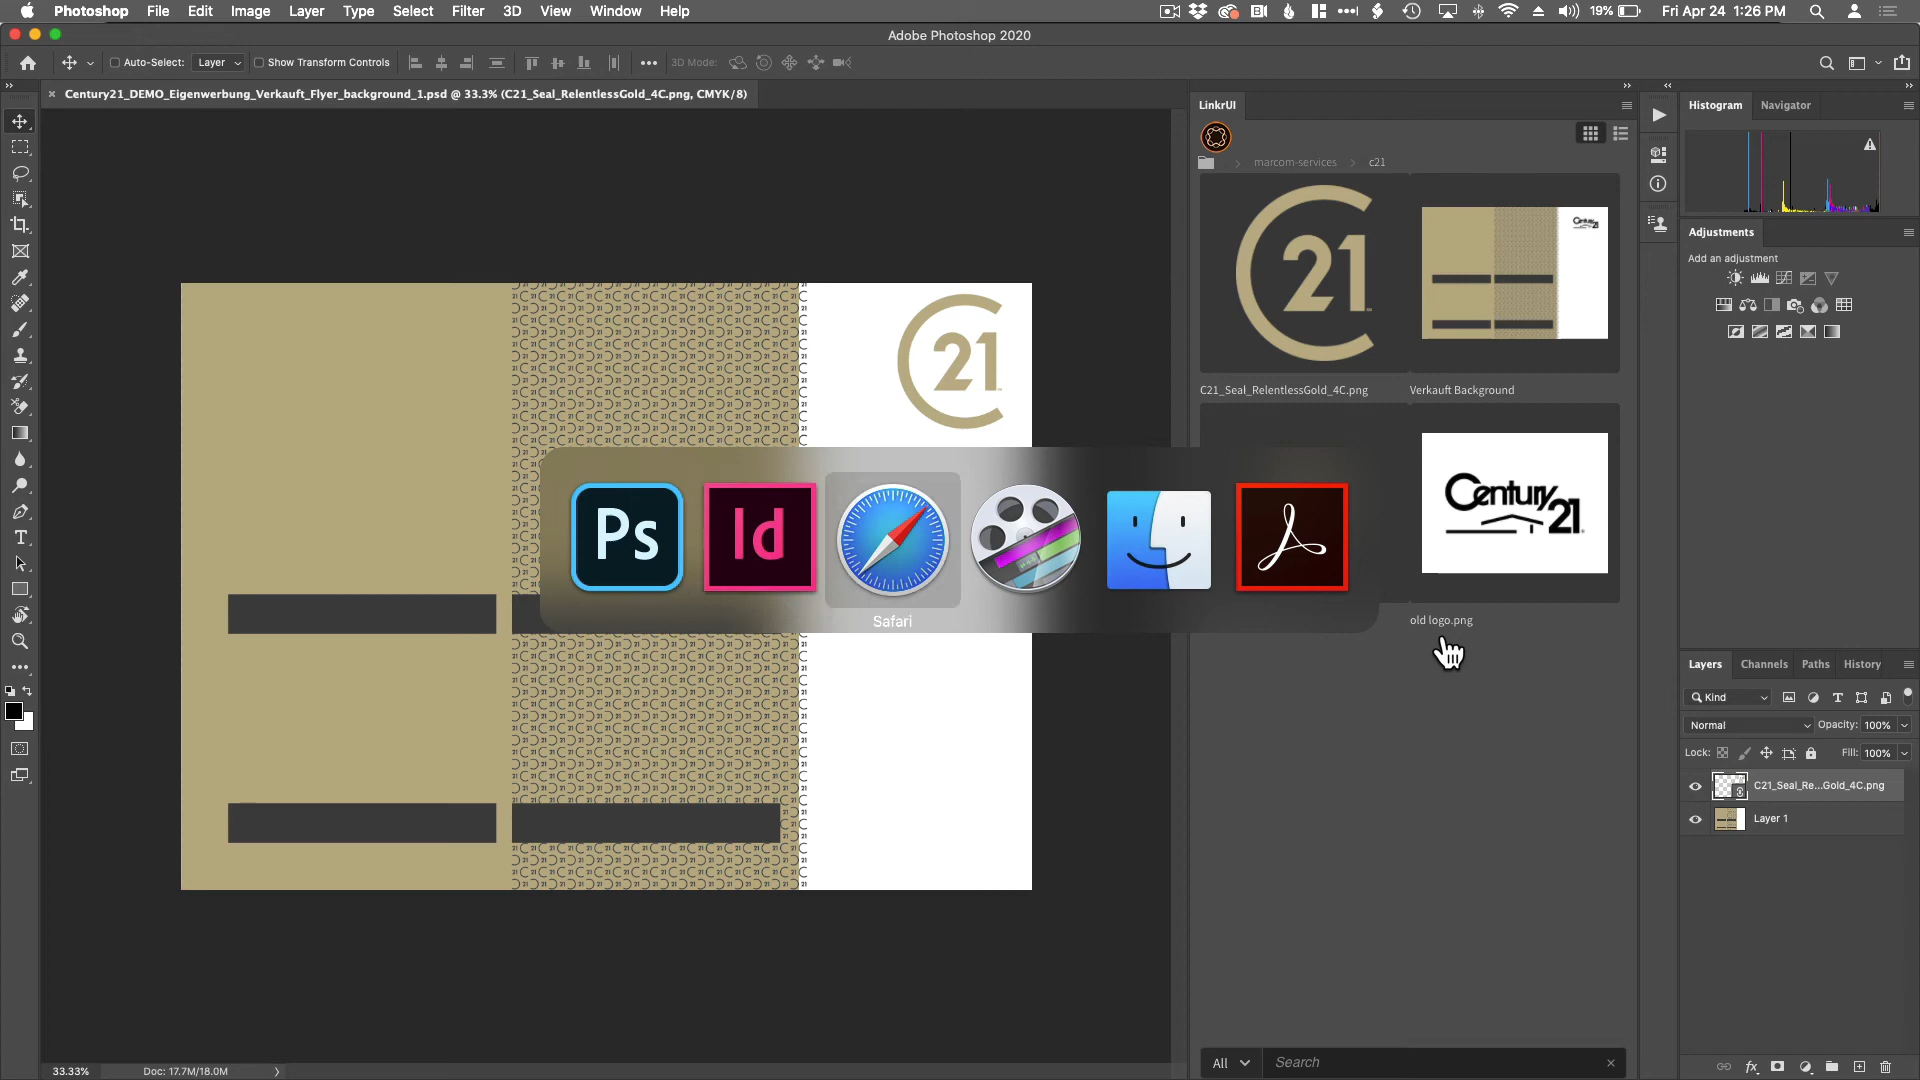 Photoshop File Edit Image Layer Type Select Filter 3D View Window Help 19% Fri Apr 24 1:26 PM
Adobe Photoshop 2020
Auto-Select: Layer Show Transform Controls 3D Mode:
Century21_DEMO_Eigenwerbung_Verkauft_Flyer_background_1.psd @ 33.3% (C21_Seal_RelentlessGold_4C.png, CMYK/8)
LinkrUI
Histogram Navigator
marcom-services c21
C21
C21
Century 21
C21_Seal_RelentlessGold_4C.png Verkauft Background
Adjustments
Add an adjustment
Ps Id
Century 21
Safari
old logo.png
Layers Channels Paths History
Kind
Normal Opacity: 100%
Lock: Fill: 100%
C21_Seal_Re...Gold_4C.png
Layer 1
33.33% Doc: 17.7M/18.0M
All Search